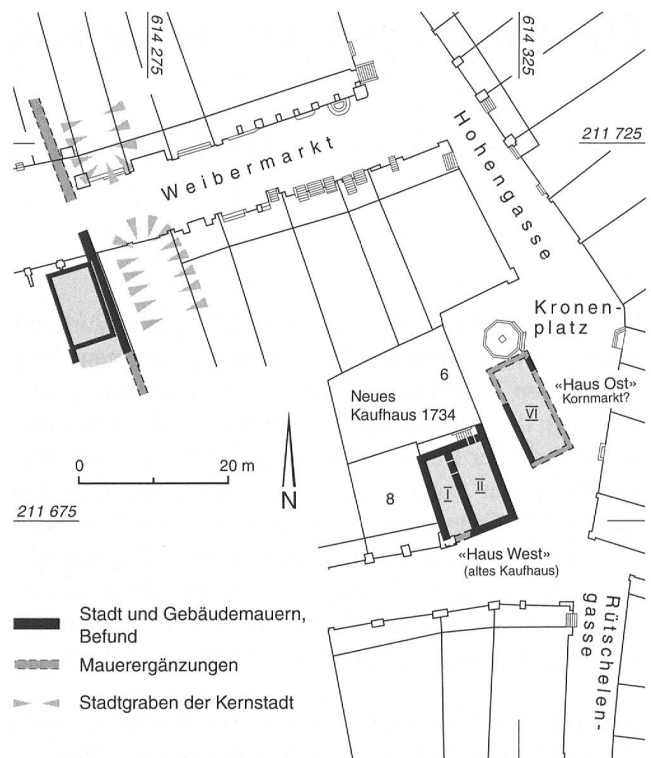 614 275
614 325
211 725
Weibermarkt
Hohengasse
Kronen-
platz
«Haus Ost»
Kornmarkt?
VI
6
Neues
Kaufhaus 1734
0 20 m
N
8
I
II
211 675
«Haus West»
(altes Kaufhaus)
Rütschelen-
gasse
Stadt und Gebäudemauern,
Befund
Mauerergänzungen
Stadtgraben der Kernstadt